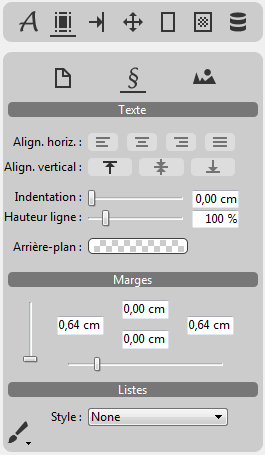 A
§
Texte
Align. horiz. :
Align. vertical :
Indentation : 0,00 cm
Hauteur ligne : 100 %
Arrière-plan :
Marges
0,00 cm
0,64 cm 0,64 cm
0,00 cm
Listes
Style : None